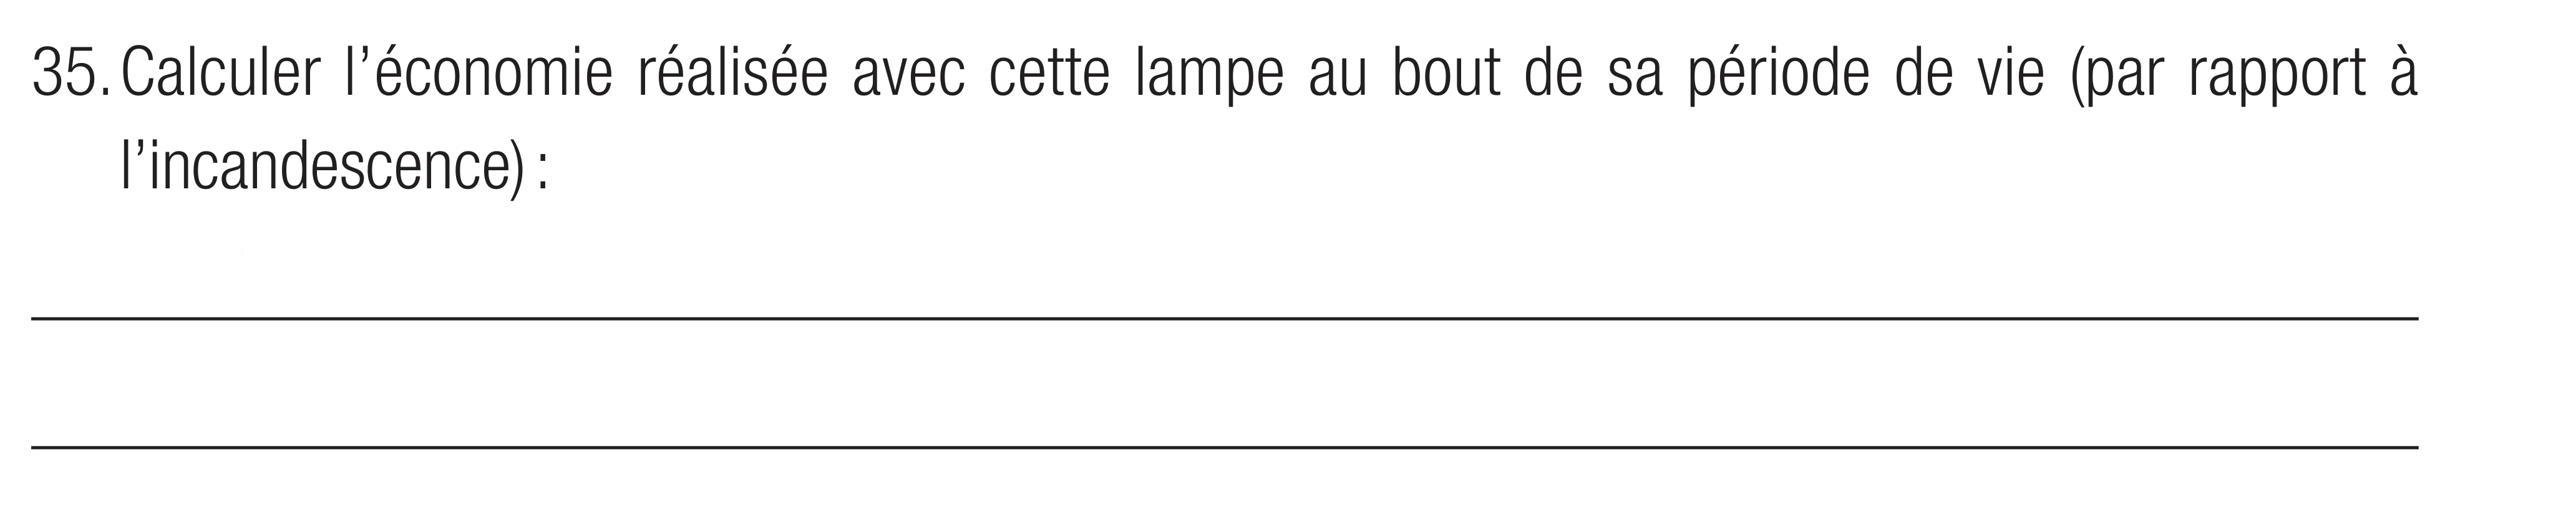 35. Calculer l’économie réalisée avec cette lampe au bout de sa période de vie (par rapport à
l’incandescence) :